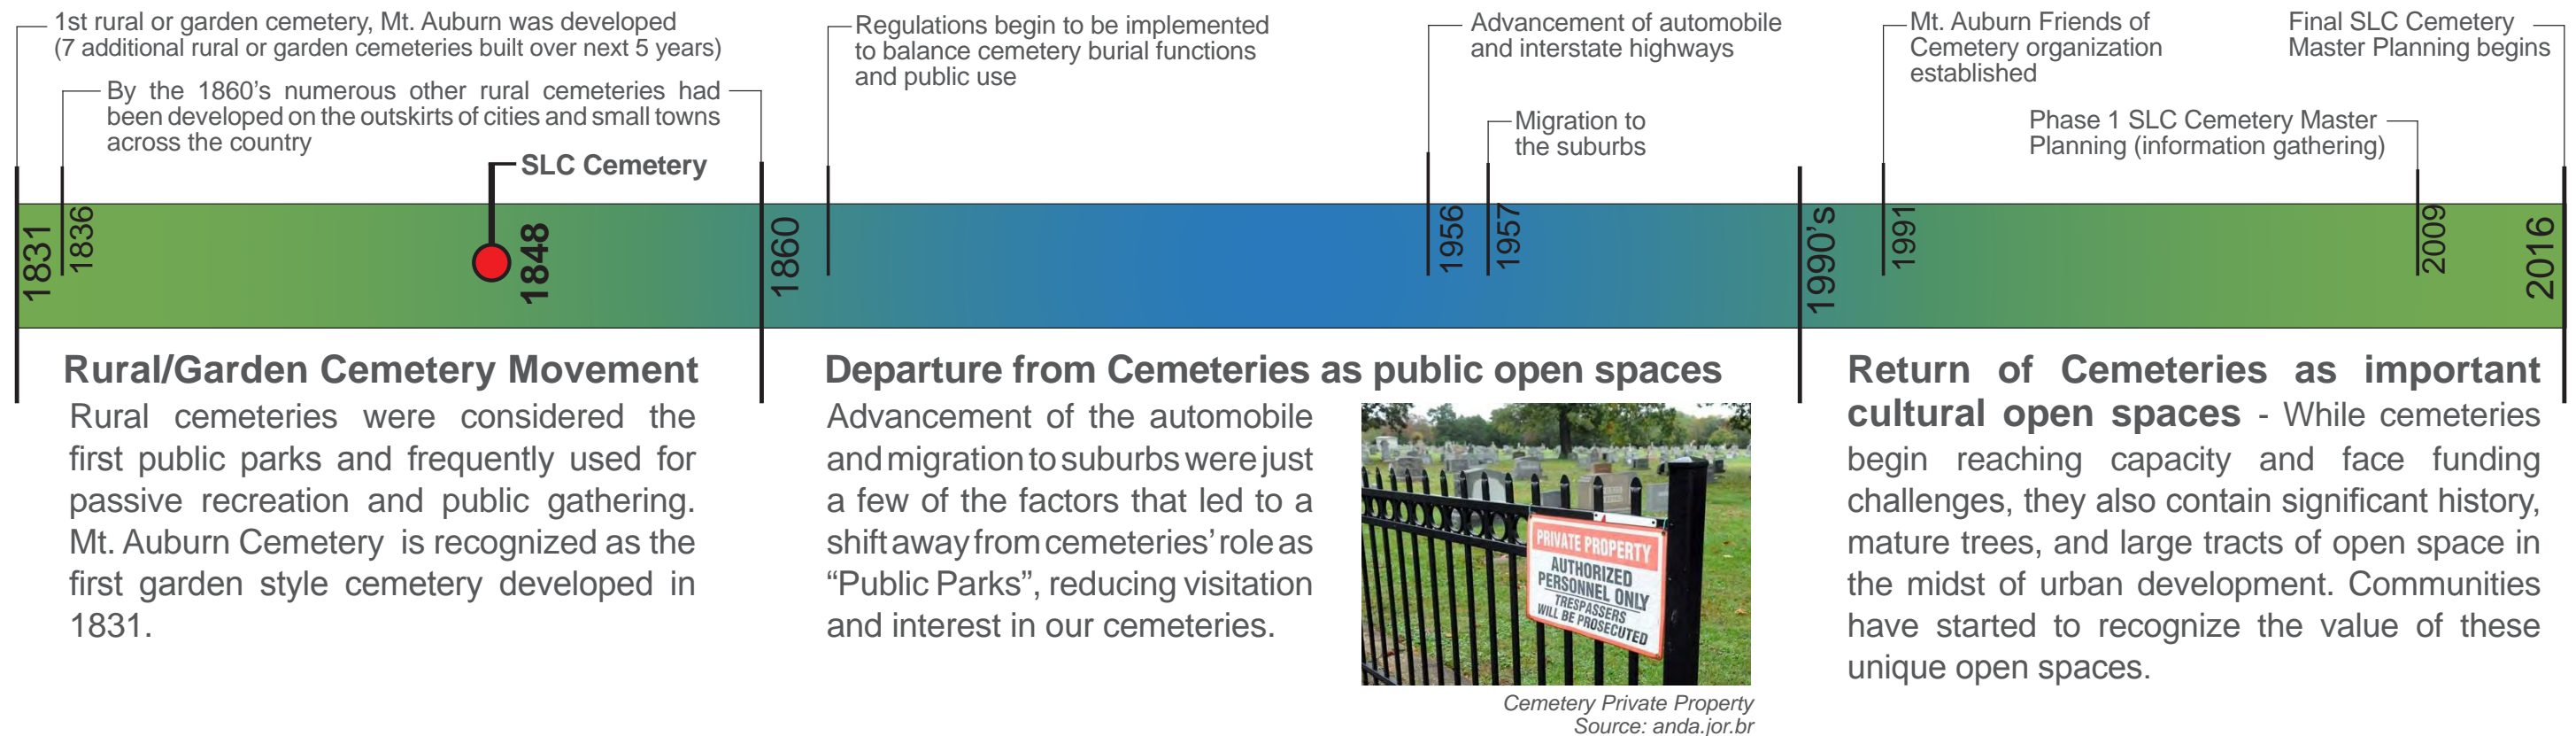 1st rural or garden cemetery, Mt. Auburn was developed
(7 additional rural or garden cemeteries built over next 5 years)
By the 1860's numerous other rural cemeteries had
been developed on the outskirts of cities and small towns
across the country
SLC Cemetery
Regulations begin to be implemented
to balance cemetery burial functions
and public use
Advancement of automobile
and interstate highways
Migration to
the suburbs
Mt. Auburn Friends of
Cemetery organization
established
Final SLC Cemetery
Master Planning begins
Phase 1 SLC Cemetery Master
Planning (information gathering)
1831
1836
1848
1860
1956
1957
1990's
1991
2009
2016
Rural/Garden Cemetery Movement
Rural cemeteries were considered the
first public parks and frequently used for
passive recreation and public gathering.
Mt. Auburn Cemetery is recognized as the
first garden style cemetery developed in
1831.
Departure from Cemeteries as public open spaces
Advancement of the automobile
and migration to suburbs were just
a few of the factors that led to a
shift away from cemeteries' role as
“Public Parks”, reducing visitation
and interest in our cemeteries.
PRIVATE PROPERTY
AUTHORIZED
PERSONNEL ONLY
TRESPASSERS
WILL BE PROSECUTED
Cemetery Private Property
Source: anda.jor.br
Return of Cemeteries as important
cultural open spaces - While cemeteries
begin reaching capacity and face funding
challenges, they also contain significant history,
mature trees, and large tracts of open space in
the midst of urban development. Communities
have started to recognize the value of these
unique open spaces.